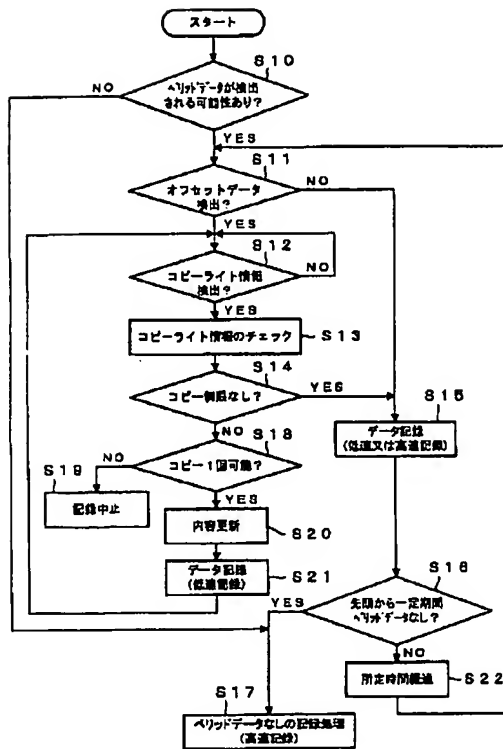 スタート
S10
ベリッドデータが検出
される可能性あり?
NO
YES
S11
オフセットデータ
検出?
NO
YES
S12
コピーライト情報
検出?
NO
YES
コピーライト情報のチェック
S13
S14
コピー制限なし?
YES
NO
S15
データ記録
(低速又は高速記録)
S18
コピー1回可能?
NO
S19
記録中止
YES
内容更新
S20
データ記録
(低速記録)
S21
S16
先頭から一定期間
ベリッドデータなし?
YES
NO
所定時間経過
S22
S17
ベリッドデータなしの記録処理
(高速記録)